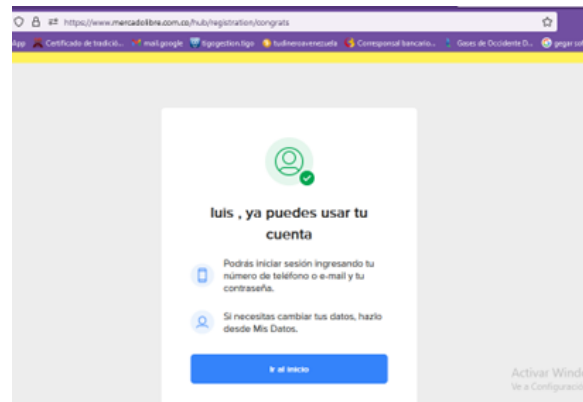 https://www.mercadolibre.com.co/hub/registration/congrats
App Certificado de tradició... mail.google tigogestion.tigo tudineroavenezuela Corresponsal bancario... Gases de Occidente D...
luis , ya puedes usar tu
cuenta
Podrás iniciar sesión ingresando tu
número de teléfono o e-mail y tu
contraseña.
Si necesitas cambiar tus datos, hazlo
desde Mis Datos.
Ir al inicio
Activar Wind
Ve a Configuració